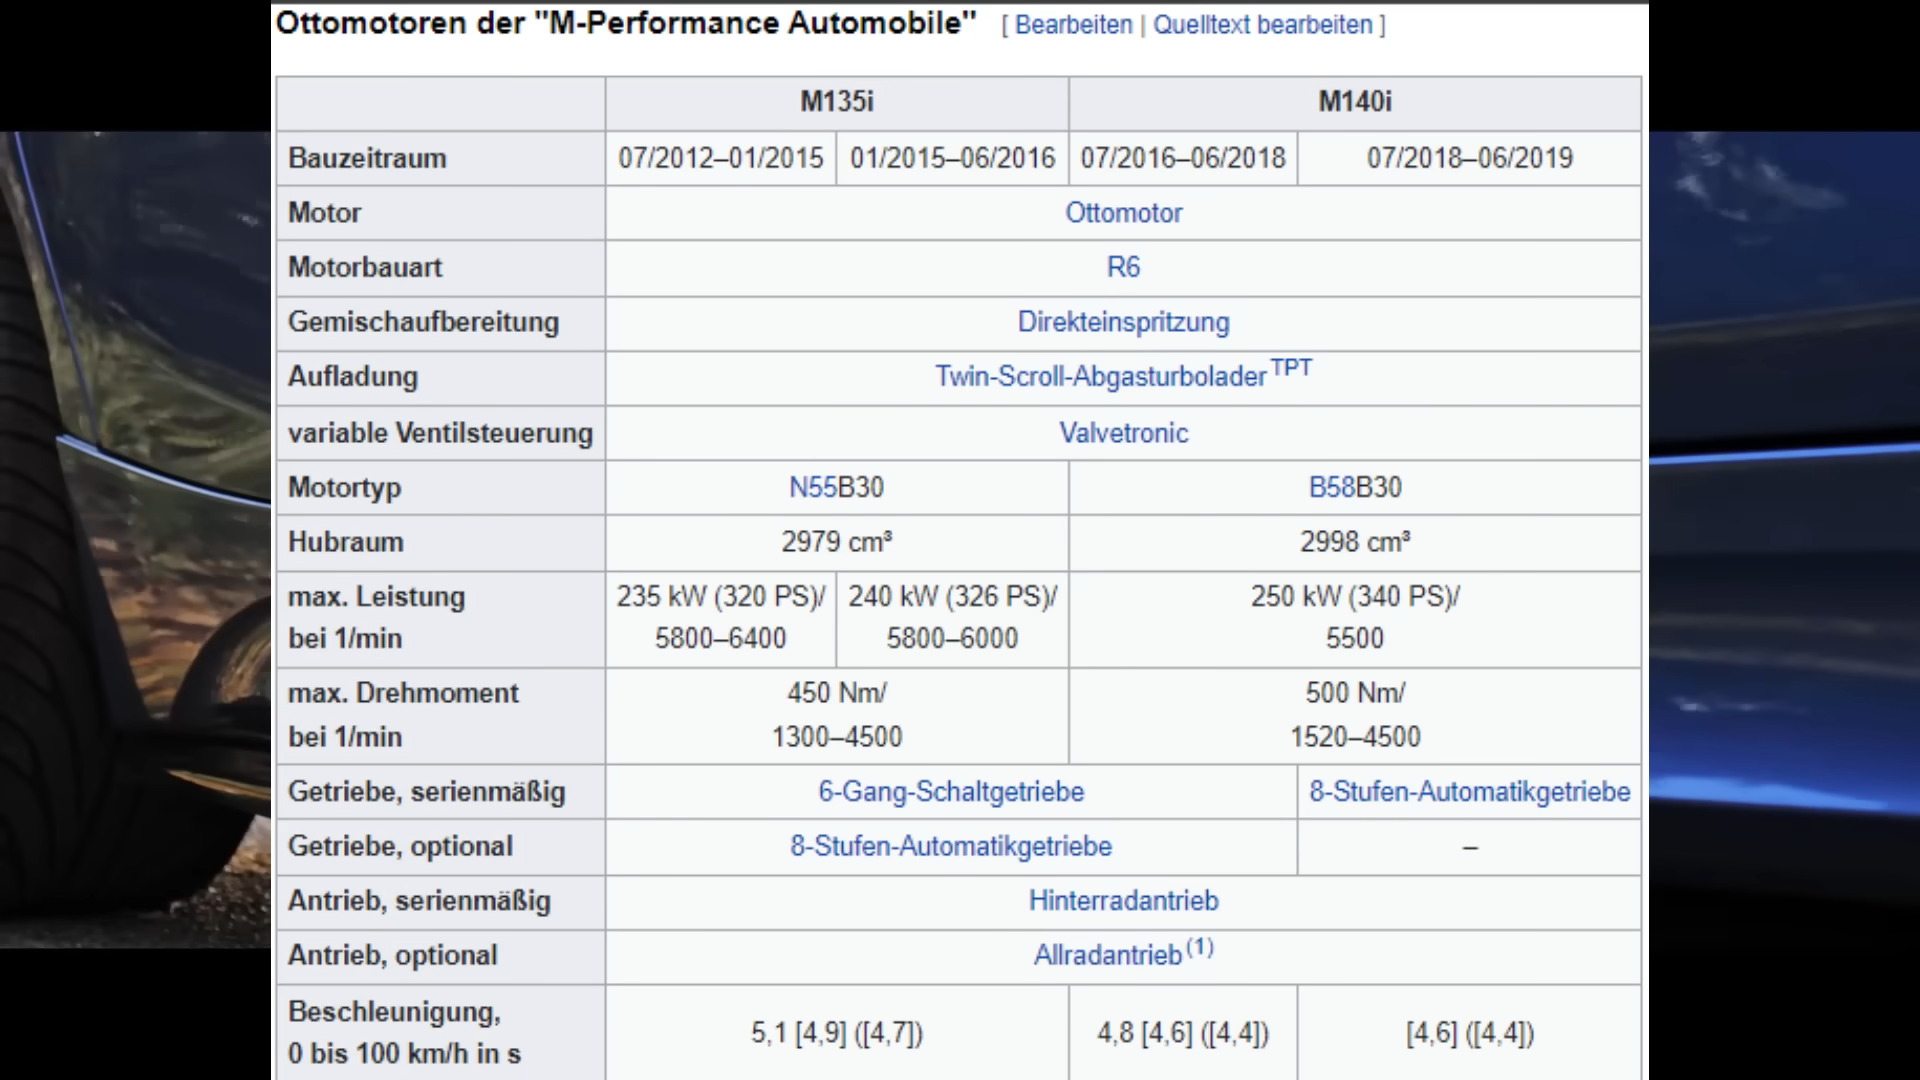 Ottomotoren der "M-Performance Automobile" [ Bearbeiten | Quelltext bearbeiten ]
M135i M140i
Bauzeitraum 07/2012–01/2015 01/2015–06/2016 07/2016–06/2018 07/2018–06/2019
Motor Ottomotor
Motorbauart R6
Gemischaufbereitung Direkteinspritzung
Aufladung Twin-Scroll-Abgasturbolader TPT
variable Ventilsteuerung Valvetronic
Motortyp N55B30 B58B30
Hubraum 2979 cm³ 2998 cm³
max. Leistung 235 kW (320 PS)/ 240 kW (326 PS)/ 250 kW (340 PS)/
bei 1/min 5800–6400 5800–6000 5500
max. Drehmoment 450 Nm/ 500 Nm/
bei 1/min 1300–4500 1520–4500
Getriebe, serienmäßig 6-Gang-Schaltgetriebe 8-Stufen-Automatikgetriebe
Getriebe, optional 8-Stufen-Automatikgetriebe –
Antrieb, serienmäßig Hinterradantrieb
Antrieb, optional Allradantrieb (1)
Beschleunigung,
0 bis 100 km/h in s 5,1 [4,9] ([4,7]) 4,8 [4,6] ([4,4]) [4,6] ([4,4])